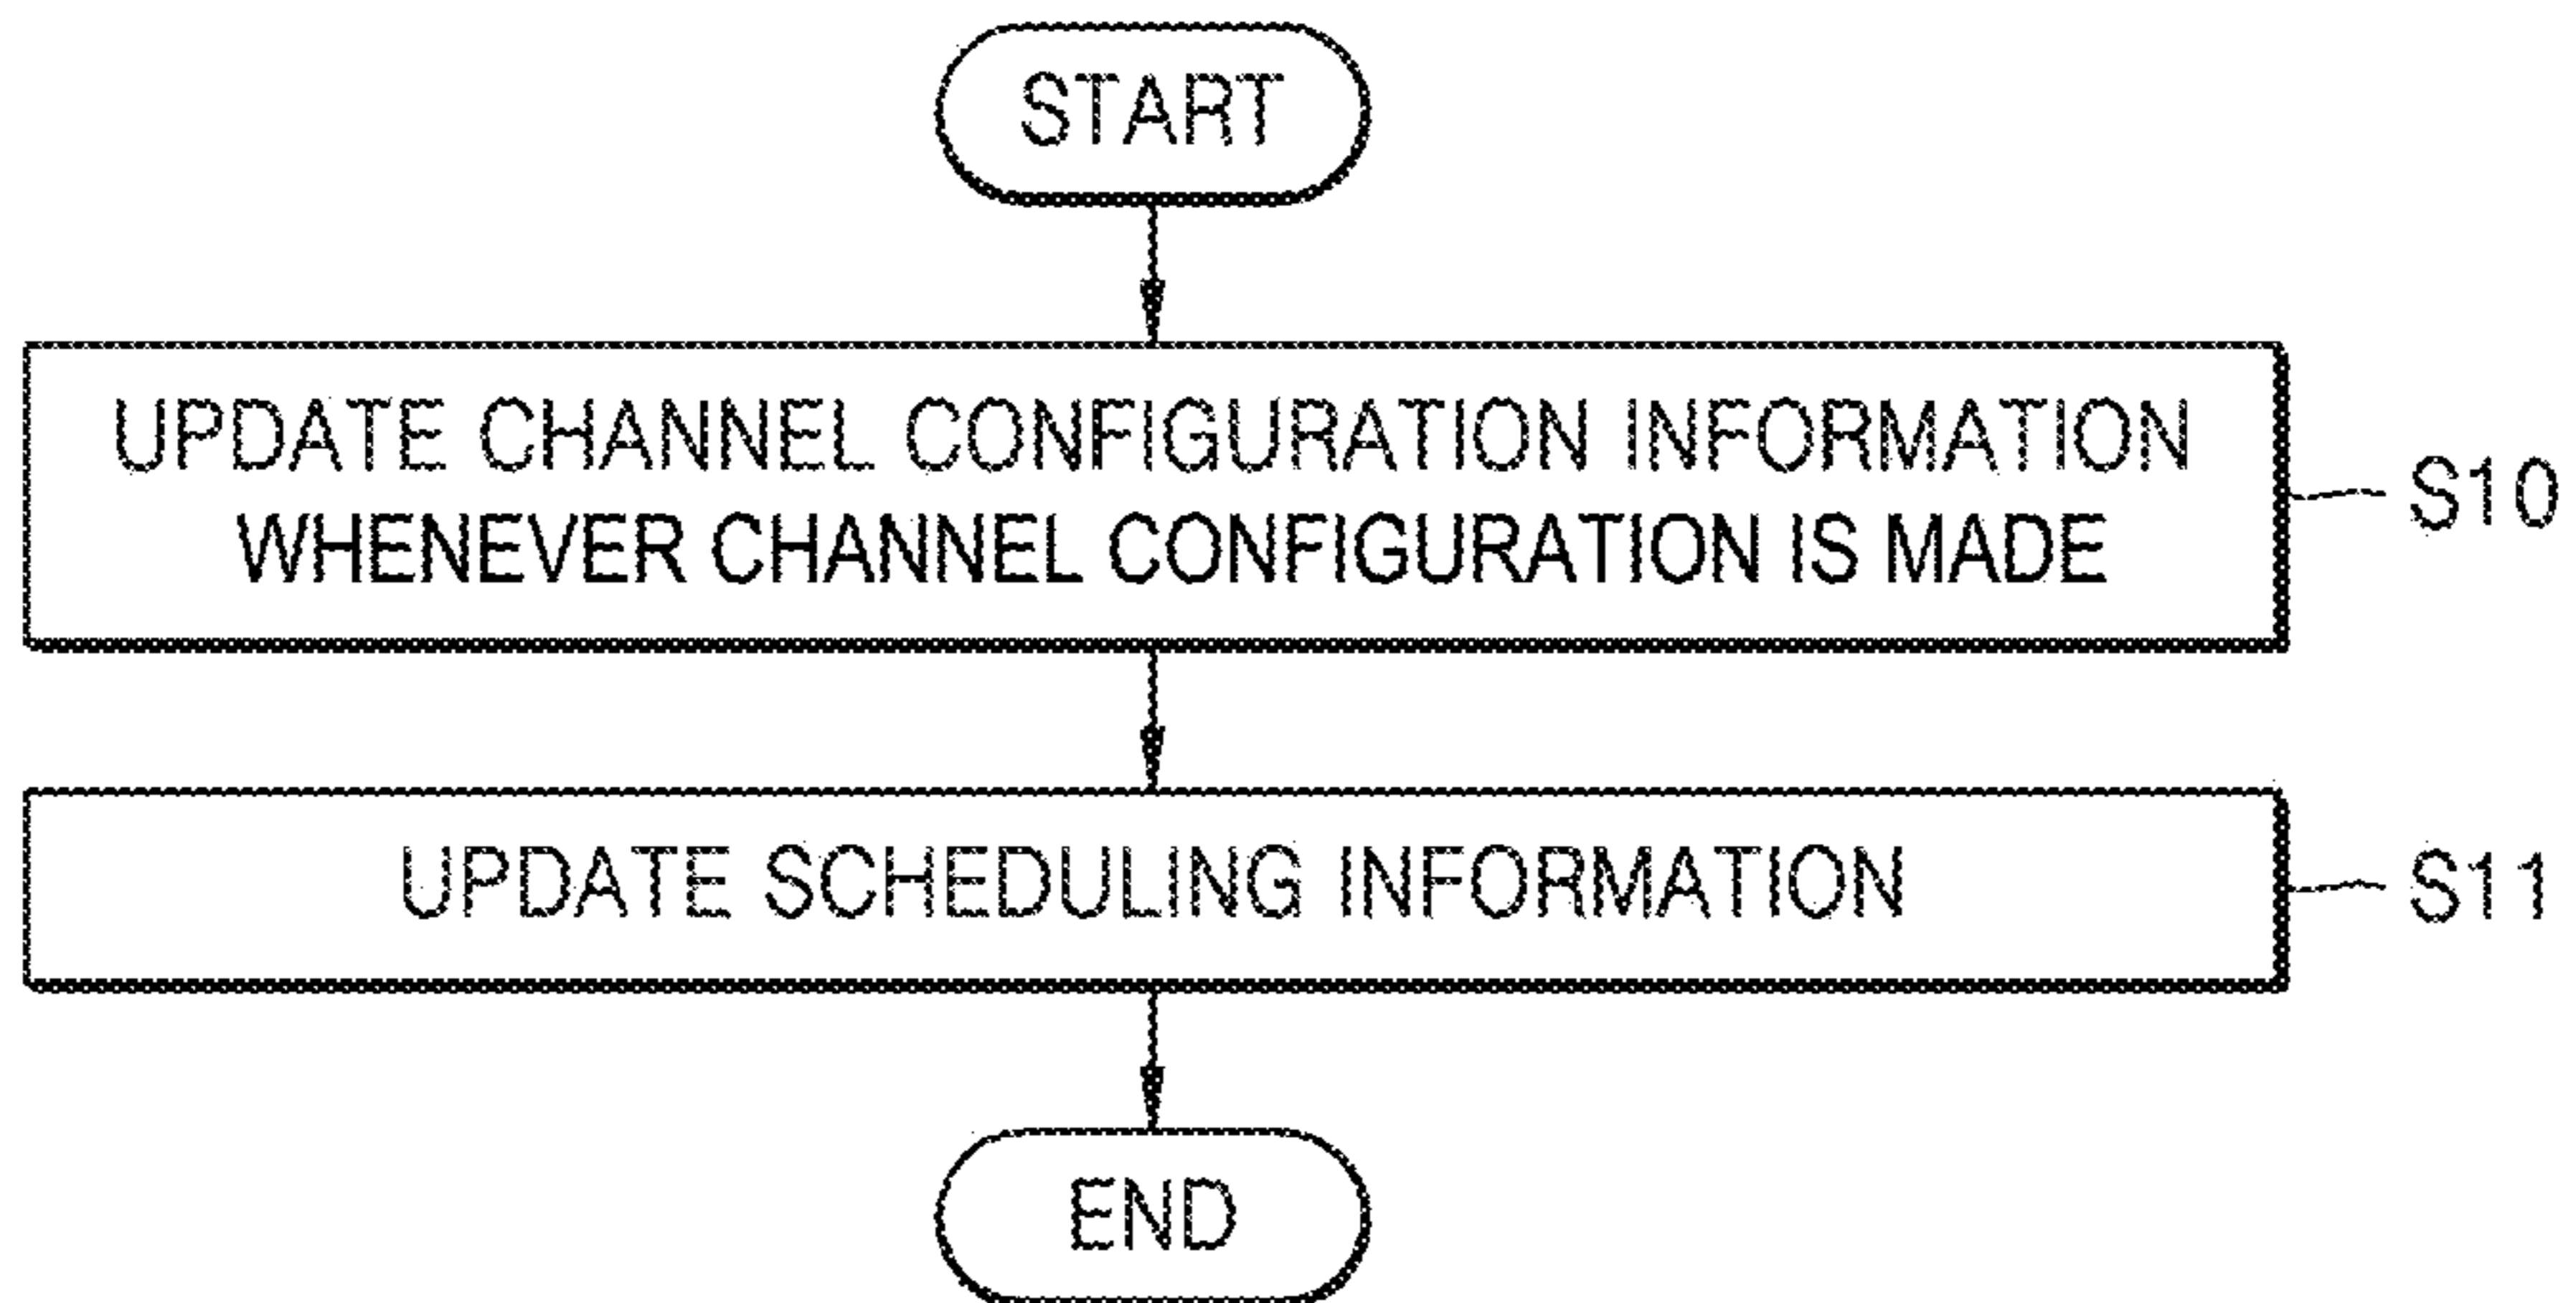 START
UPDATE CHANNEL CONFIGURATION INFORMATION
WHENEVER CHANNEL CONFIGURATION IS MADE
S10
UPDATE SCHEDULING INFORMATION
S11
END